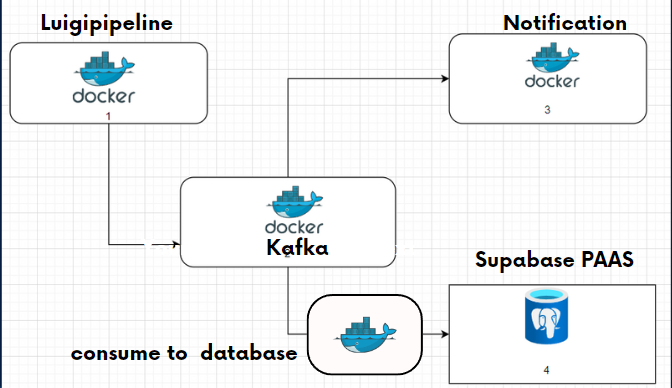 Luigipipeline
Notification
docker
1
docker
3
docker
Kafka
Supabase PAAS
consume to database
4